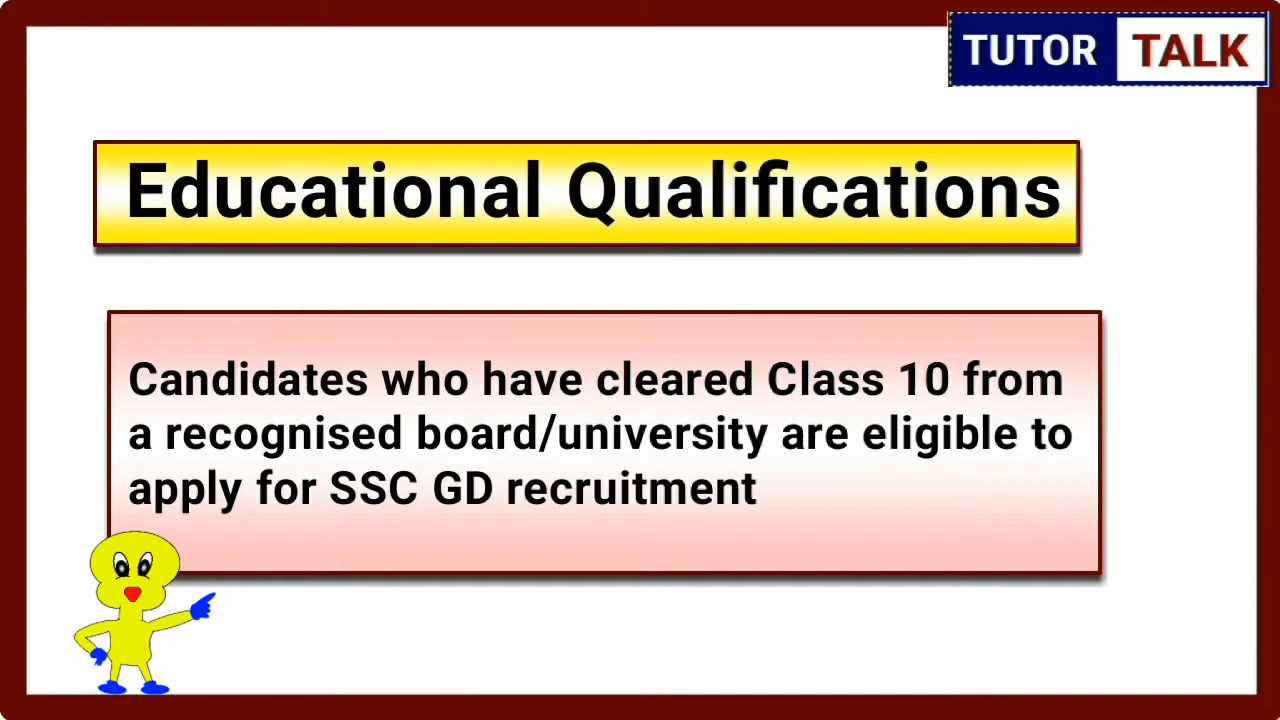 TUTOR TALK
Educational Qualifications
Candidates who have cleared Class 10 from
a recognised board/university are eligible to
apply for SSC GD recruitment